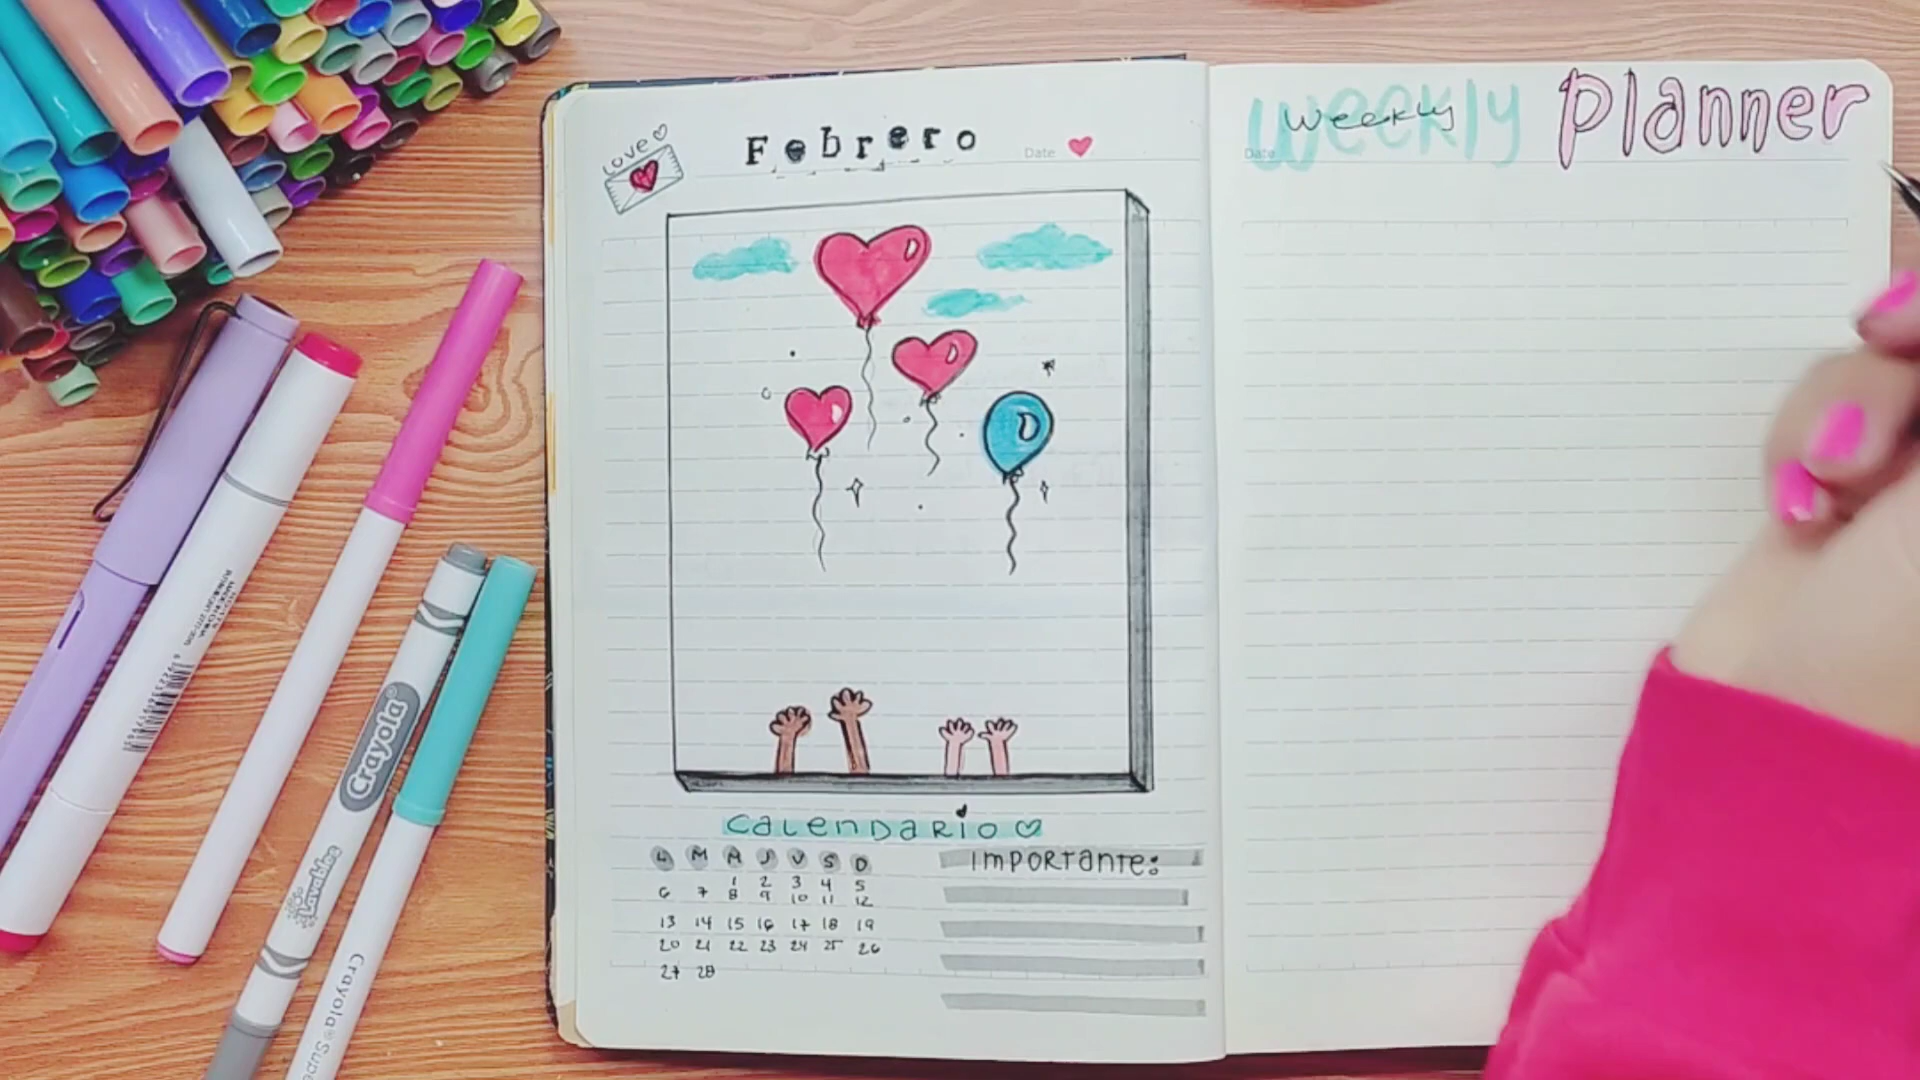 LOVE
Febrero
Date
CALENDARIO
L M M J V S D
1 2 3 4 5
6 7 8 9 10 11 12
13 14 15 16 17 18 19
20 21 22 23 24 25 26
27 28
IMPORTANTE:
weekly Planner
weekly
Date
Crayola
Lavables
Crayola